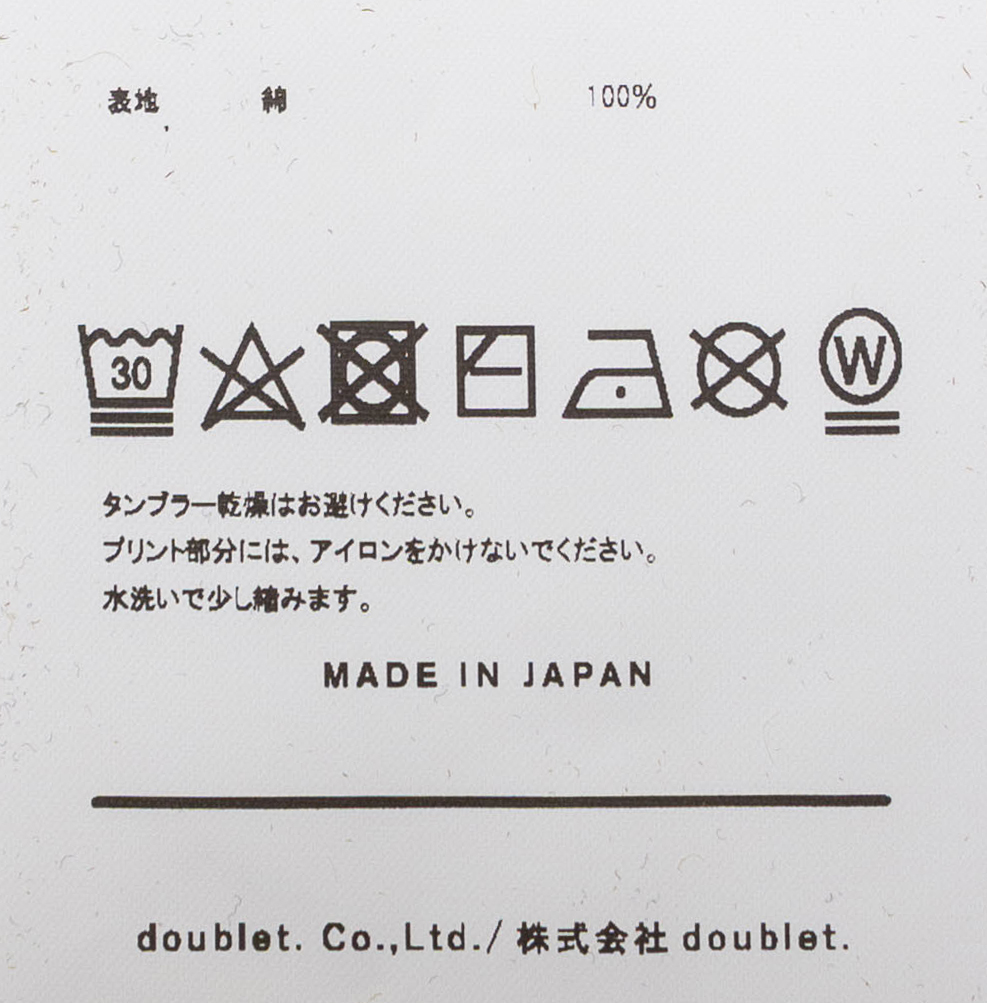 表地 綿 100%
30 W
タンブラー乾燥はお避けください。
プリント部分には、アイロンをかけないでください。
水洗いで少し縮みます。
MADE IN JAPAN
doublet. Co.,Ltd./株式会社 doublet.